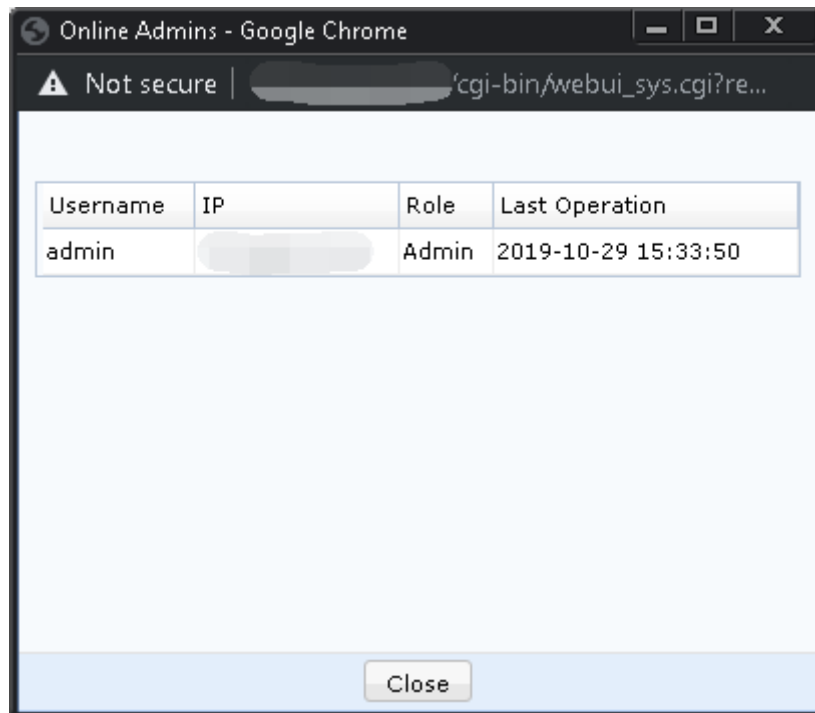 Online Admins - Google Chrome
Not secure | /cgi-bin/webui_sys.cgi?re...
Username IP Role Last Operation
admin Admin 2019-10-29 15:33:50
Close